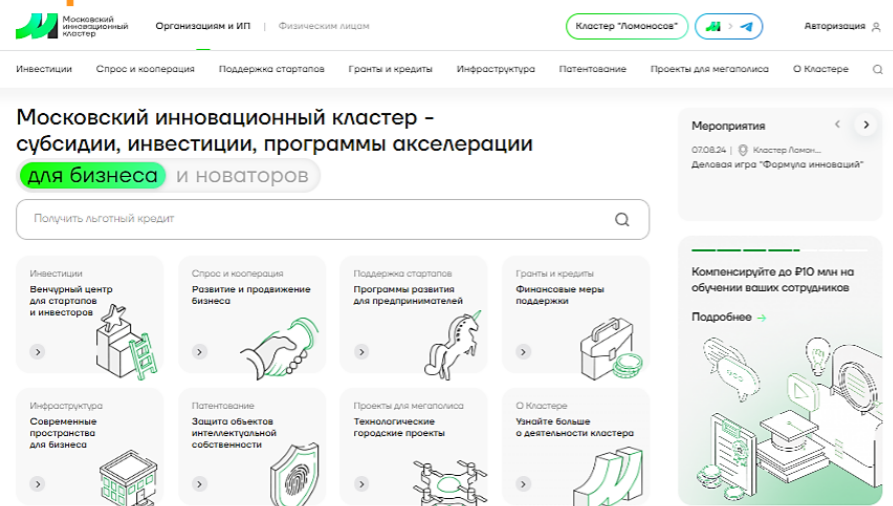 Московский
инновационный
кластер
Организациям и ИП | Физическим лицам
Кластер "Ломоносов"
Авторизация
Инвестиции Спрос и кооперация Поддержка стартапов Гранты и кредиты Инфраструктура Патентование Проекты для мегаполиса О Кластере
Московский инновационный кластер -
субсидии, инвестиции, программы акселерации
для бизнеса и новаторов
Получить льготный кредит
Инвестиции
Венчурный центр
для стартапов
и инвесторов
Спрос и кооперация
Развитие и продвижение
бизнеса
Поддержка стартапов
Программы развития
для предпринимателей
Гранты и кредиты
Финансовые меры
поддержки
Инфраструктура
Современные
пространства
для бизнеса
Патентование
Защита объектов
интеллектуальной
собственности
Проекты для мегаполиса
Технологические
городские проекты
О Кластере
Узнайте больше
о деятельности кластера
Мероприятия
07.08.24 | Кластер Ломон...
Деловая игра "Формула инноваций"
Компенсируйте до ₽10 млн на
обучении ваших сотрудников
Подробнее →